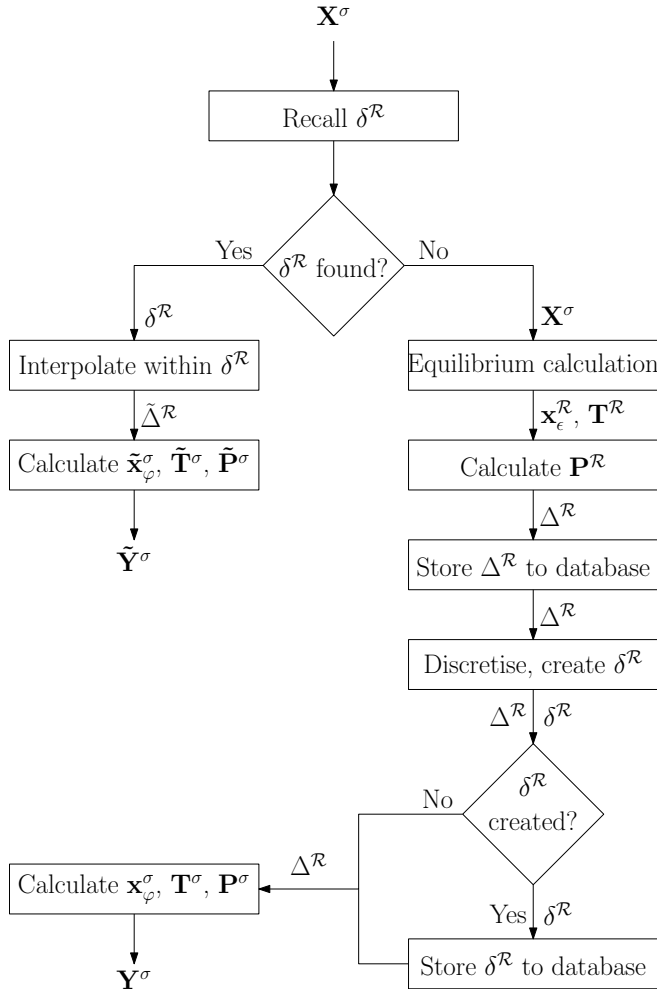 X^σ
Recall δ^ℛ
Yes
δ^ℛ found?
No
δ^ℛ
X^σ
Interpolate within δ^ℛ
Equilibrium calculation
Δ̃^ℛ
x_ϵ^ℛ, T^ℛ
Calculate x̃_φ^σ, T̃^σ, P̃^σ
Calculate P^ℛ
Δ^ℛ
Ỹ^σ
Store Δ^ℛ to database
Δ^ℛ
Discretise, create δ^ℛ
Δ^ℛ δ^ℛ
δ^ℛ
created?
No
Δ^ℛ
Calculate x_φ^σ, T^σ, P^σ
Yes δ^ℛ
Store δ^ℛ to database
Y^σ